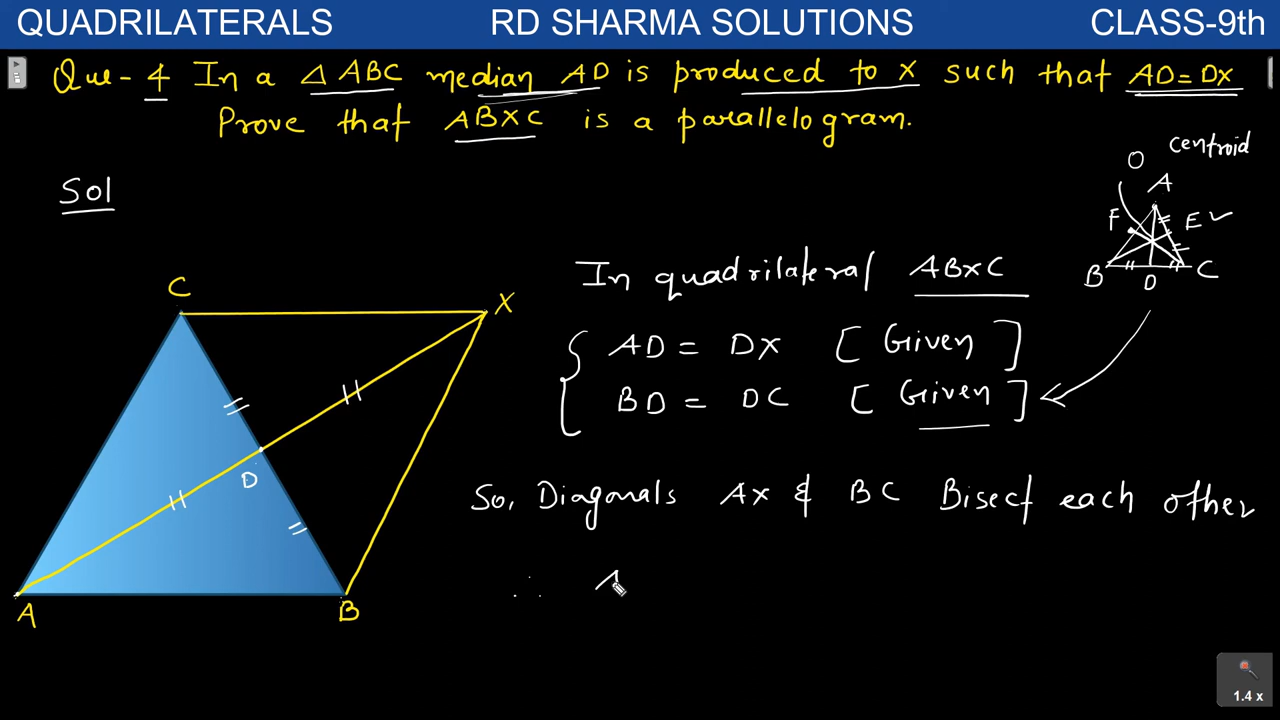 QUADRILATERALS RD SHARMA SOLUTIONS CLASS-9th
Que-4 In a △ ABC median AD is produced to X such that AD = DX
Prove that ABXC is a parallelogram.
Sol
O centroid
A
F E ✓
B D C
In quadrilateral ABXC
AD = DX [Given]
BD = DC [Given]
So, Diagonals AX & BC Bisect each other
∴ A
C X
D
A B
1.4 x